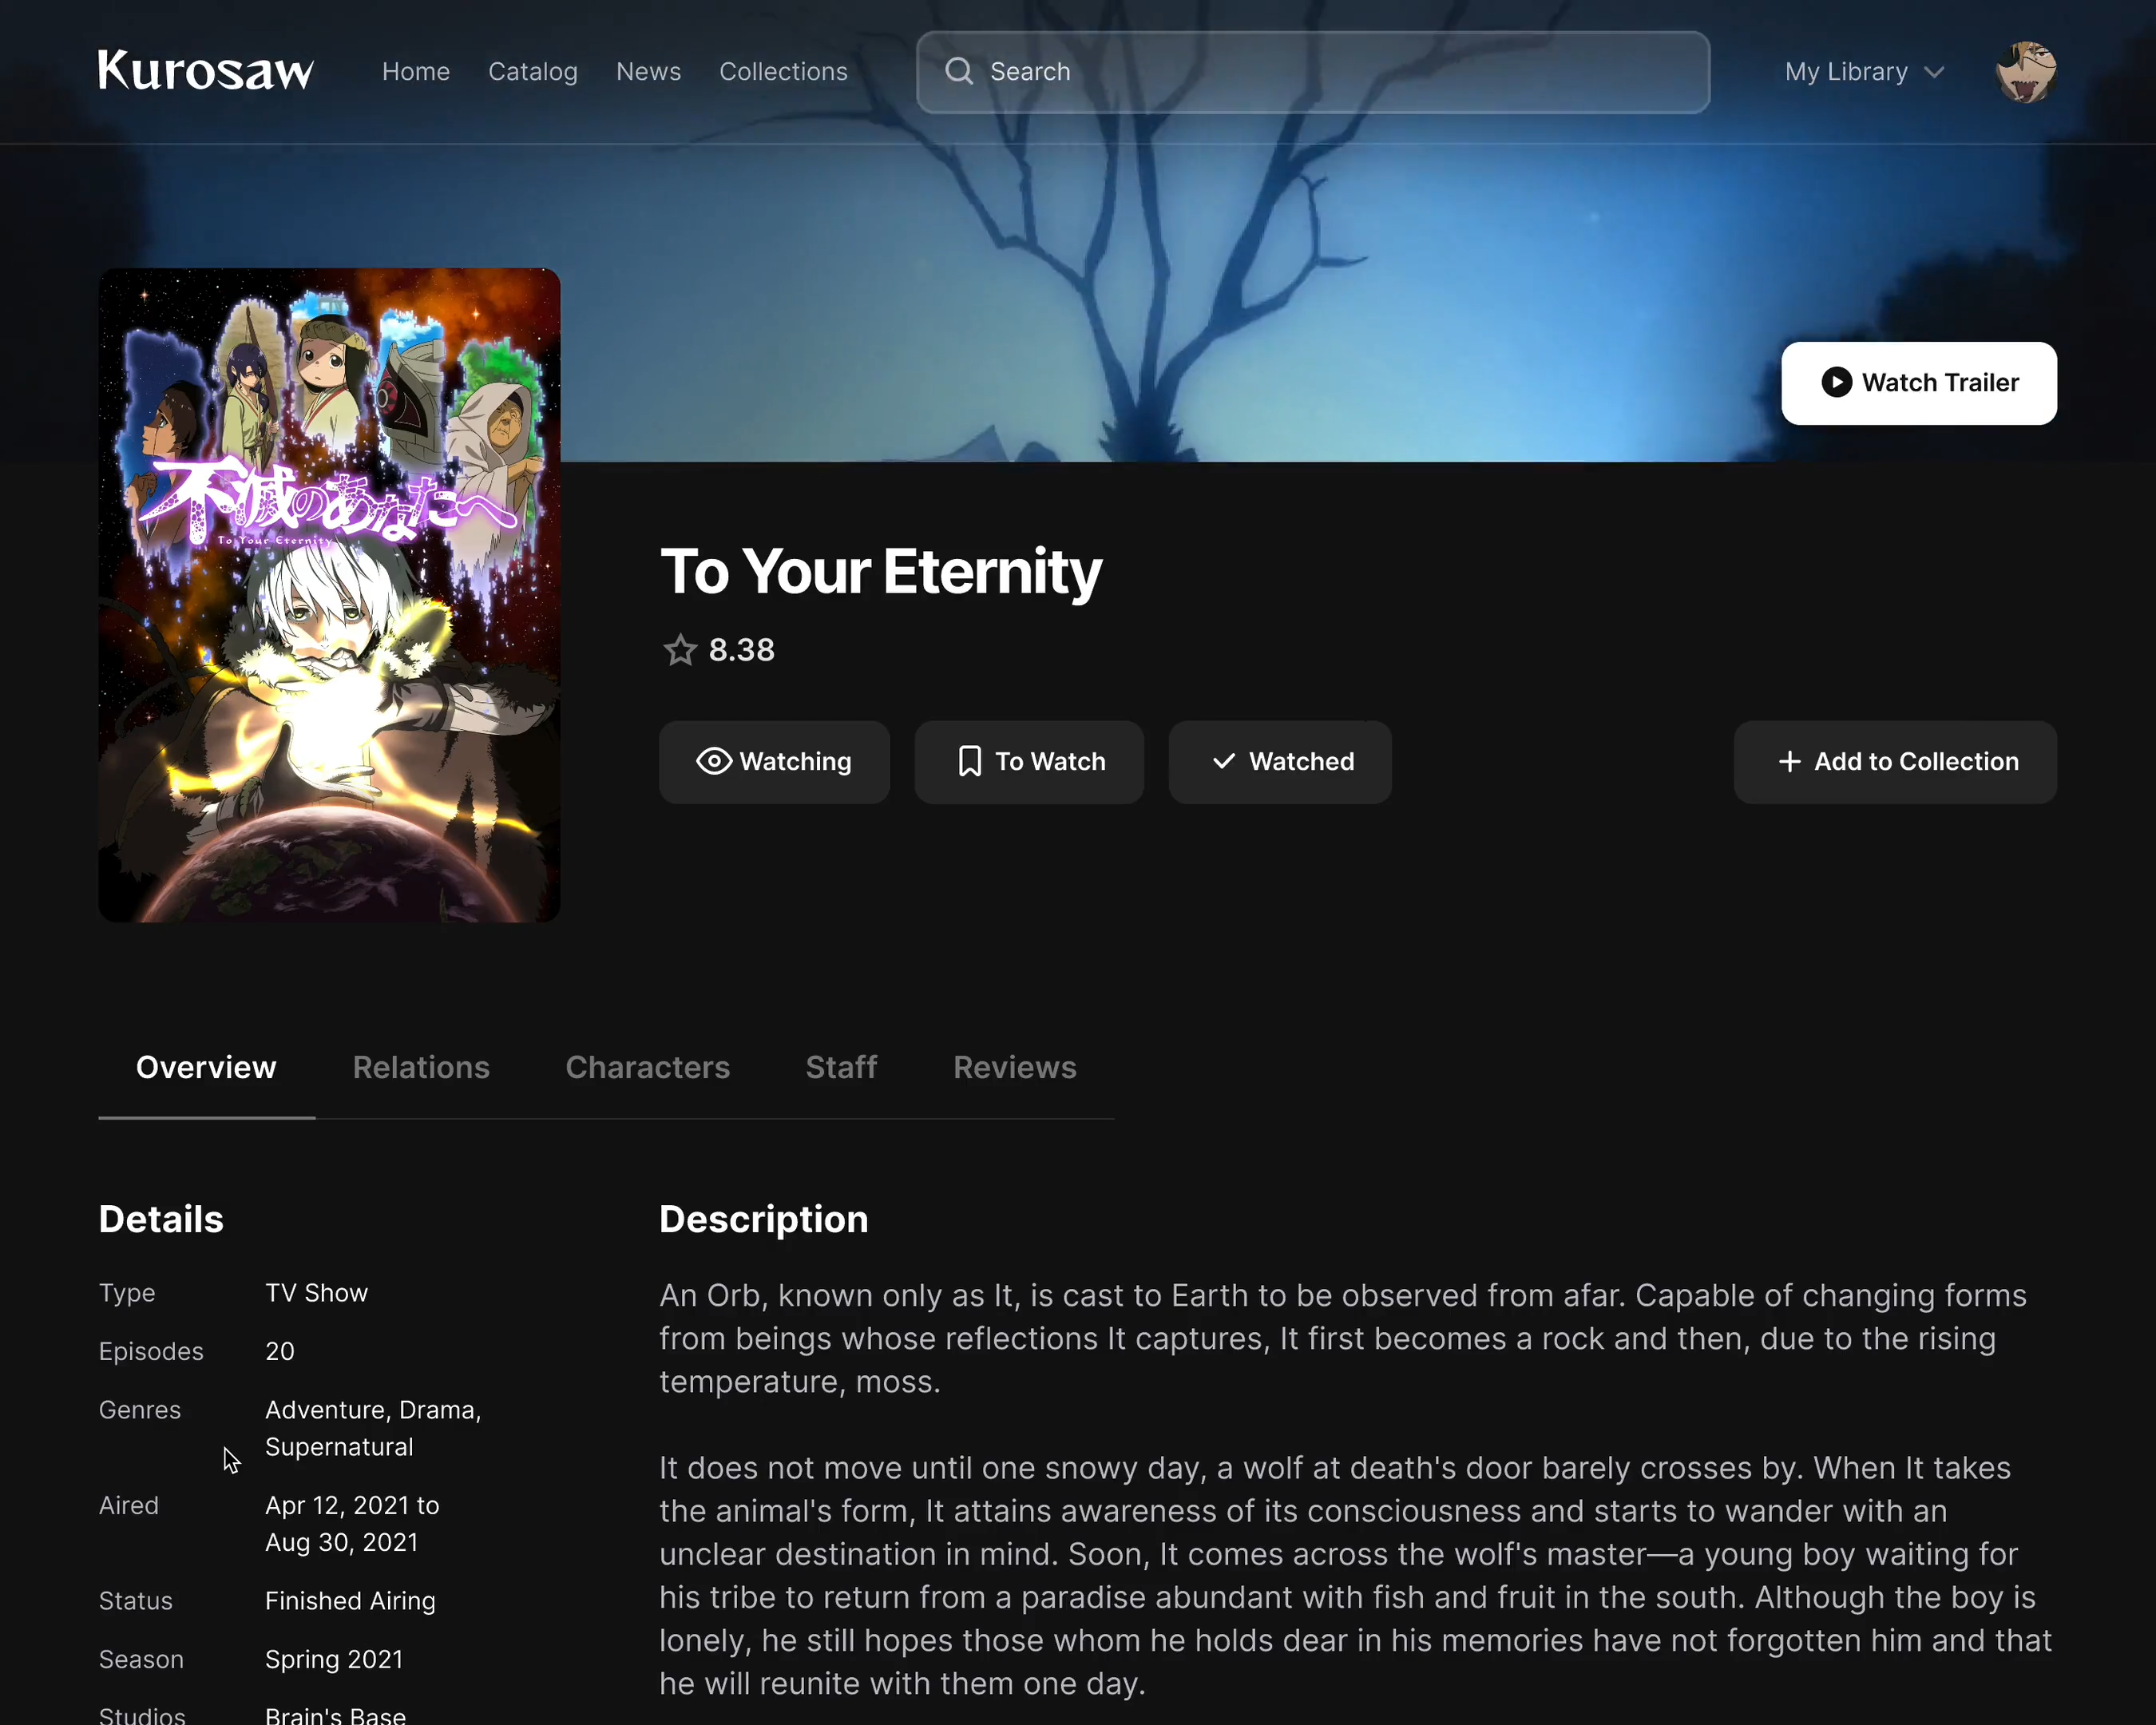 Kurosaw
Home
Catalog
News
Collections
Search
My Library
Watch Trailer
不滅のあなたへ
To Your Eternity
To Your Eternity
8.38
Watching
To Watch
Watched
Add to Collection
Overview
Relations
Characters
Staff
Reviews
Details
Type
TV Show
Episodes
20
Genres
Adventure, Drama,
Supernatural
Aired
Apr 12, 2021 to
Aug 30, 2021
Status
Finished Airing
Season
Spring 2021
Studios
Brain's Base
Description
An Orb, known only as It, is cast to Earth to be observed from afar. Capable of changing forms
from beings whose reflections It captures, It first becomes a rock and then, due to the rising
temperature, moss.
It does not move until one snowy day, a wolf at death's door barely crosses by. When It takes
the animal's form, It attains awareness of its consciousness and starts to wander with an
unclear destination in mind. Soon, It comes across the wolf's master—a young boy waiting for
his tribe to return from a paradise abundant with fish and fruit in the south. Although the boy is
lonely, he still hopes those whom he holds dear in his memories have not forgotten him and that
he will reunite with them one day.